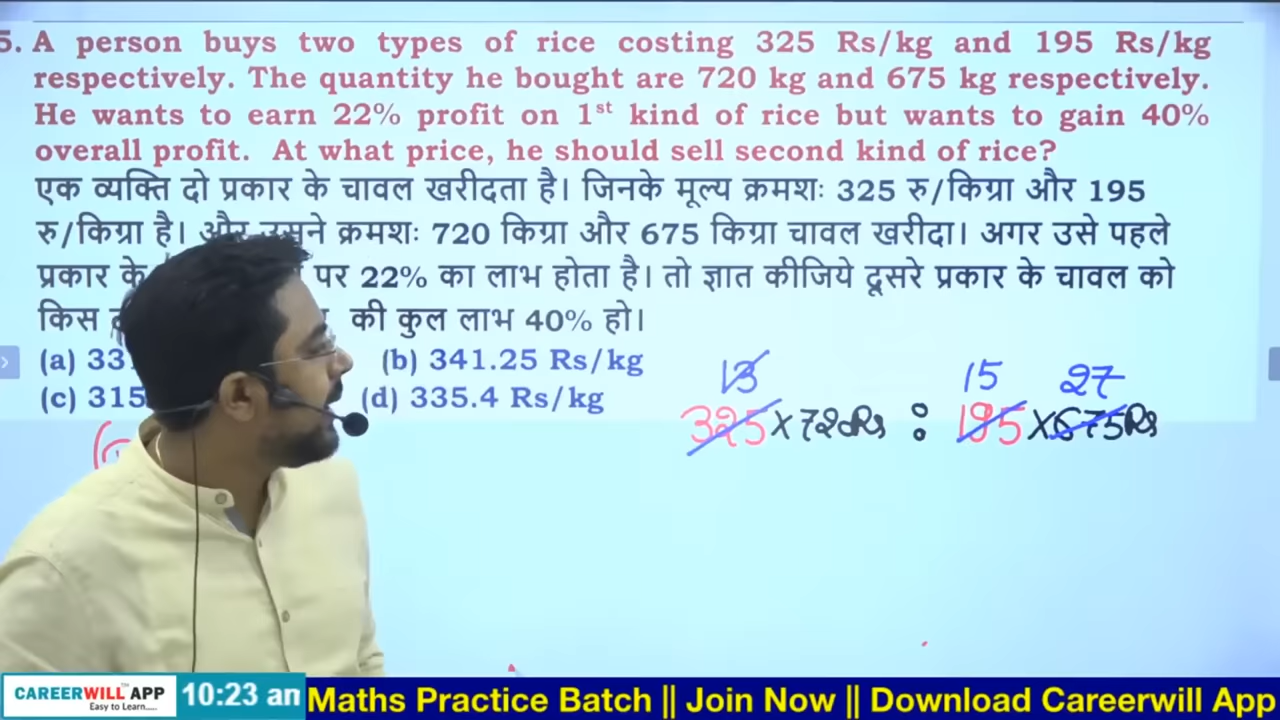 5. A person buys two types of rice costing 325 Rs/kg and 195 Rs/kg
respectively. The quantity he bought are 720 kg and 675 kg respectively.
He wants to earn 22% profit on 1st kind of rice but wants to gain 40%
overall profit. At what price, he should sell second kind of rice?
एक व्यक्ति दो प्रकार के चावल खरीदता है। जिनके मूल्य क्रमशः 325 रु/किग्रा और 195
रु/किग्रा है। और उसने क्रमशः 720 किग्रा और 675 किग्रा चावल खरीदा। अगर उसे पहले
प्रकार के पर 22% का लाभ होता है। तो ज्ञात कीजिये दूसरे प्रकार के चावल को
किस की कुल लाभ 40% हो।
(a) 33 (b) 341.25 Rs/kg
(c) 315 (d) 335.4 Rs/kg
13 15 27
325 x 720Rs : 195 x 675Rs
CAREERWILL APP
Easy to Learn.....
10:23 am
Maths Practice Batch || Join Now || Download Careerwill App